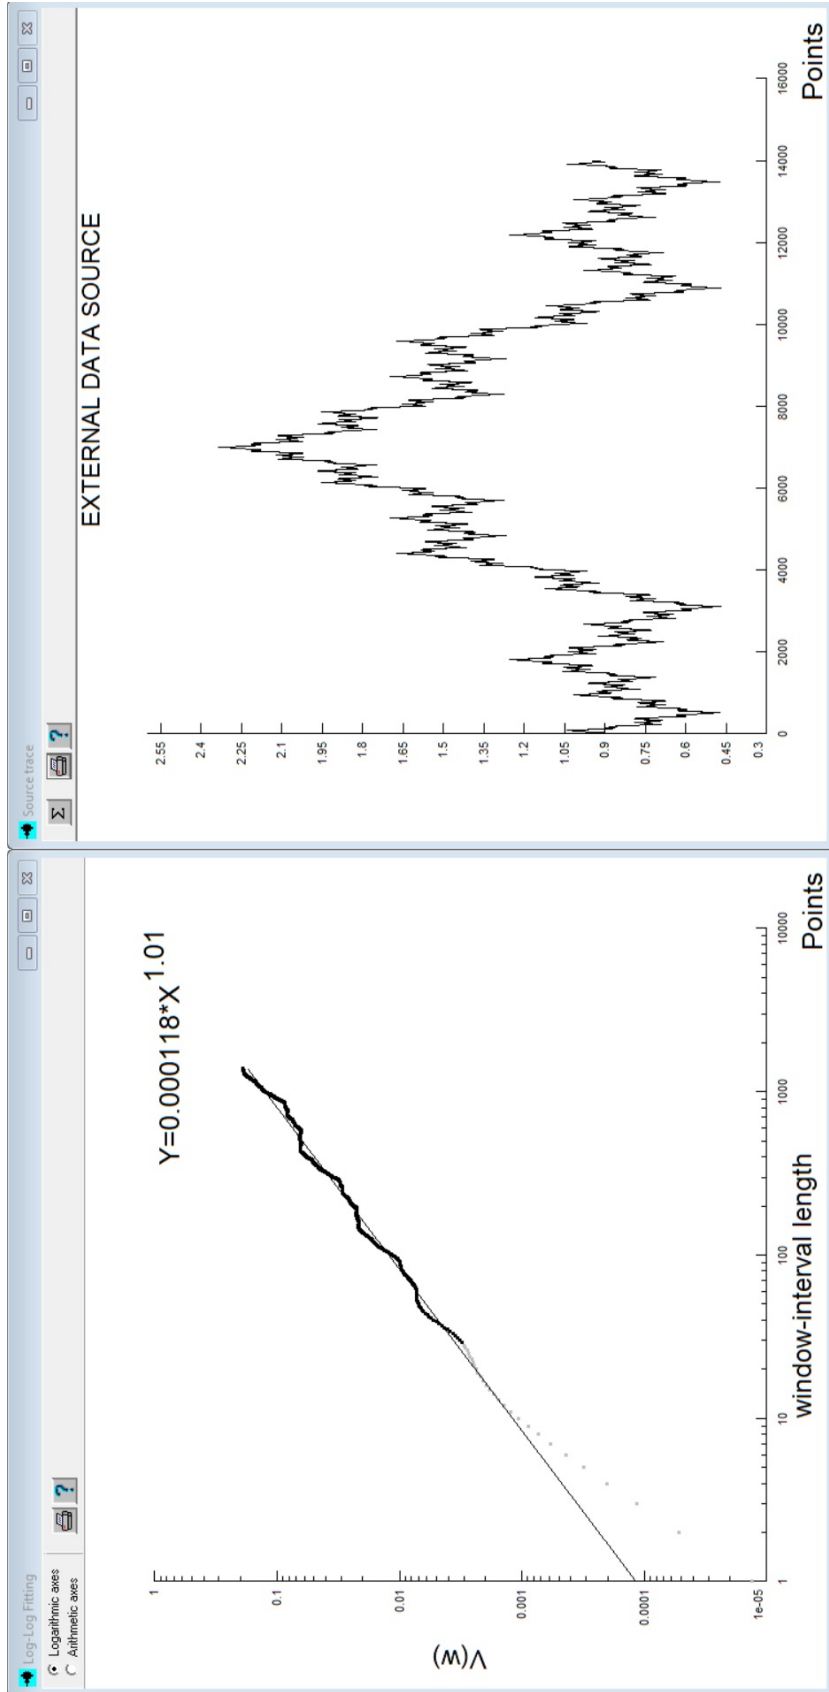 Log-Log Fitting
Logarithmic axes
Arithmetic axes
?
Y=0.000118*X^1.01
V(w)
1
0.1
0.01
0.001
0.0001
1e-05
1 10 100 1000 10000
window-interval length
Points
Source trace
Σ ?
EXTERNAL DATA SOURCE
2.55
2.4
2.25
2.1
1.95
1.8
1.65
1.5
1.35
1.2
1.05
0.9
0.75
0.6
0.45
0.3
0 2000 4000 6000 8000 10000 12000 14000 16000
Points